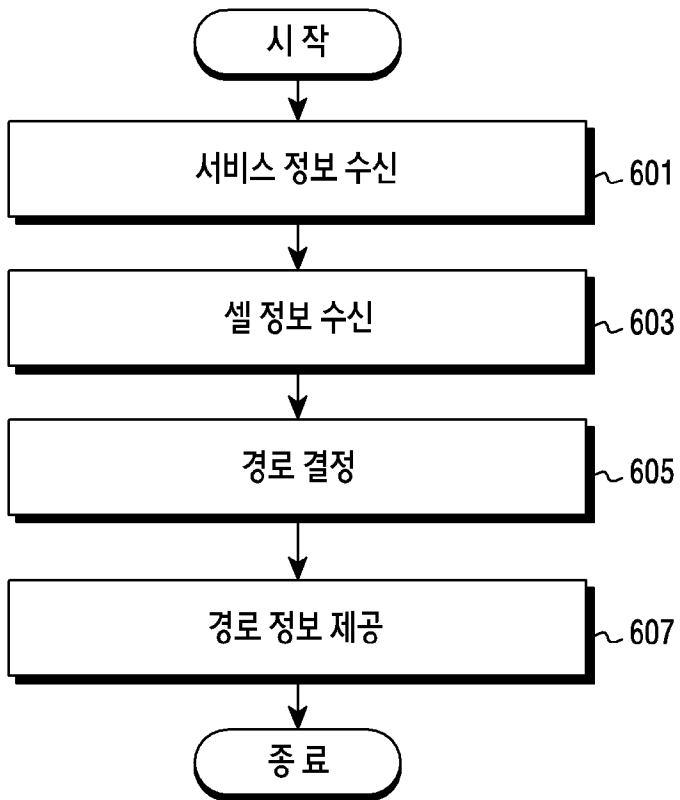 시 작
서비스 정보 수신
601
셀 정보 수신
603
경로 결정
605
경로 정보 제공
607
종 료